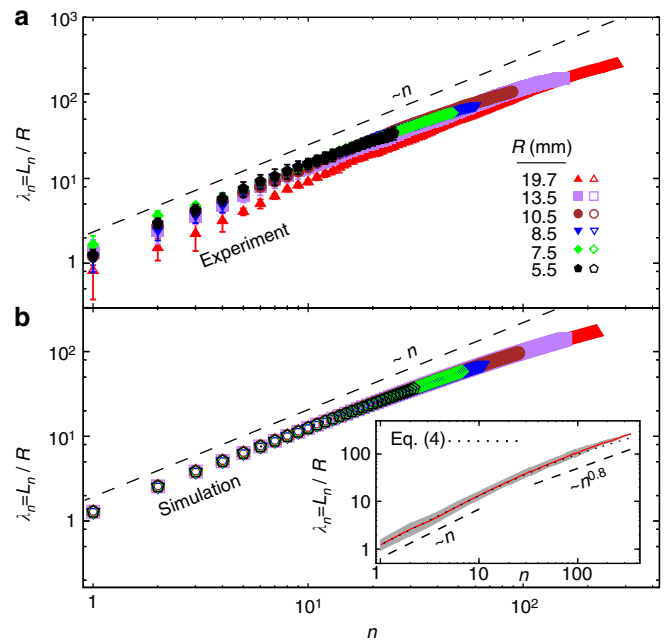 a
10³
10²
10
1
λₙ=Lₙ / R
~n
Experiment
R (mm)
19.7
13.5
10.5
8.5
7.5
5.5
b
10²
10
1
λₙ=Lₙ / R
~ n
Simulation
Eq. (4)
100
10
1
λₙ=Lₙ / R
~n
~n⁰·⁸
1
10
n
100
1
10¹
10²
n